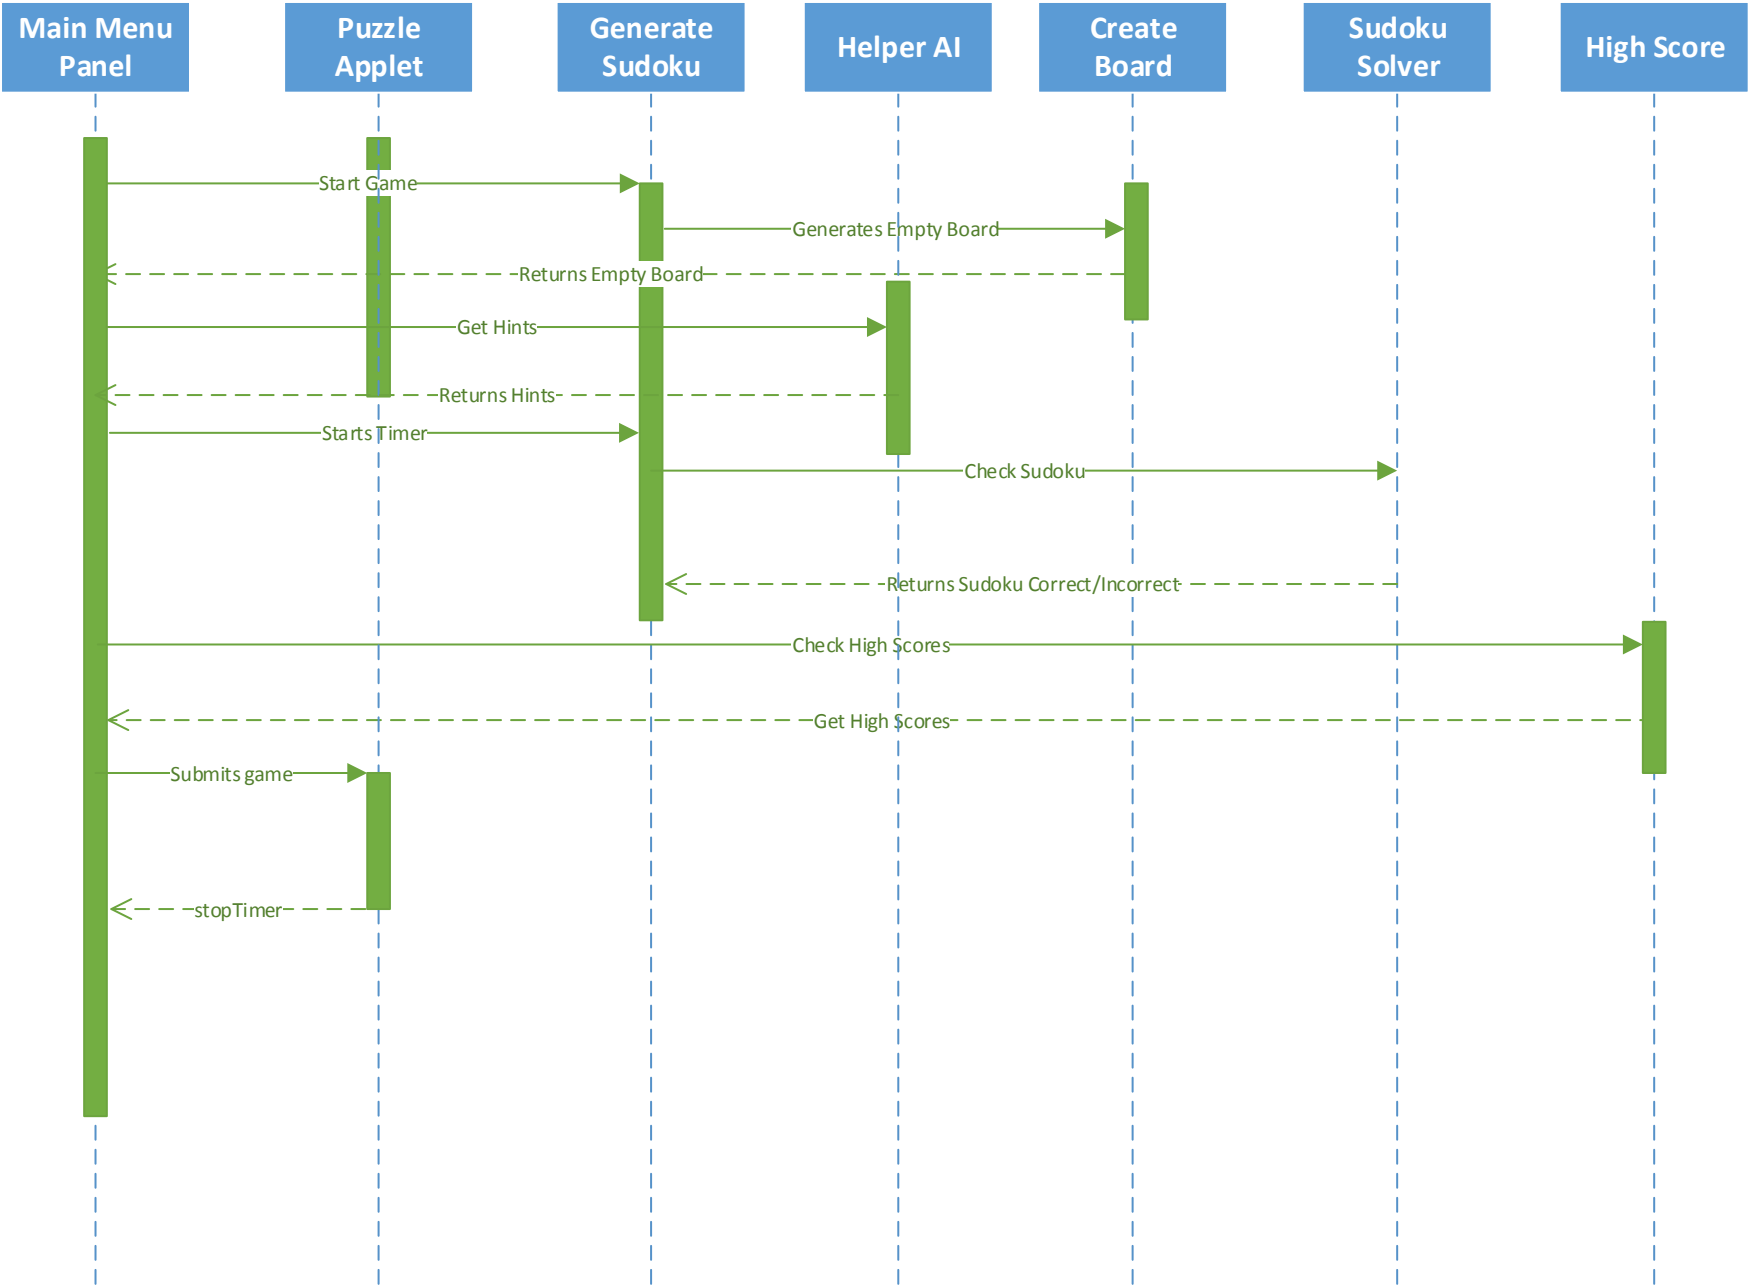 Main Menu
Panel
Puzzle
Applet
Generate
Sudoku
Helper AI
Create
Board
Sudoku
Solver
High Score
Start Game
Generates Empty Board
Returns Empty Board
Get Hints
Returns Hints
Starts Timer
Check Sudoku
Returns Sudoku Correct/Incorrect
Check High Scores
Get High Scores
Submits game
stopTimer